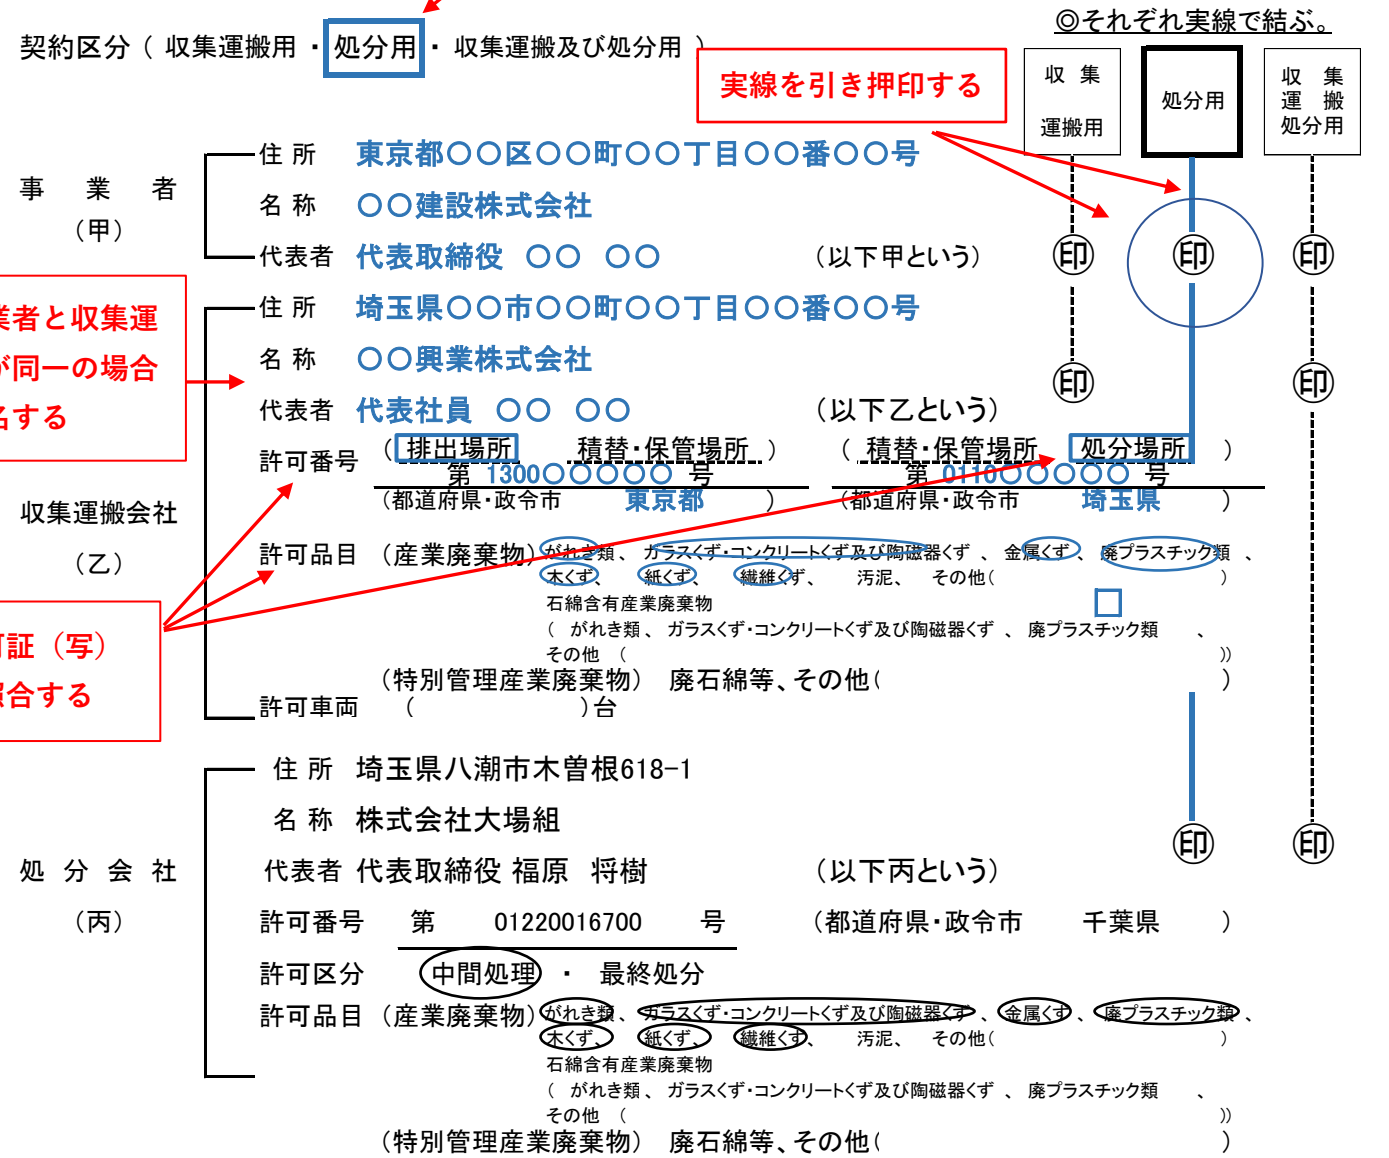 ◎それぞれ実線で結ぶ。
契約区分（ 収集運搬用 ・ 処分用 ・ 収集運搬及び処分用 ）
実線を引き押印する
収 集
運搬用
処分用
収 集
運 搬
処分用
事 業 者
（甲）
住 所 東京都〇〇区〇〇町〇〇丁目〇〇番〇〇号
名 称 〇〇建設株式会社
代表者 代表取締役 〇〇 〇〇 （以下甲という）
印 印 印
業者と収集運
が同一の場合
名する
住 所 埼玉県〇〇市〇〇町〇〇丁目〇〇番〇〇号
名 称 〇〇興業株式会社
代表者 代表社員 〇〇 〇〇 （以下乙という）
印 印
収集運搬会社
（乙）
許可番号 （ 排出場所 積替・保管場所 ） （ 積替・保管場所 処分場所 ）
第 1300〇〇〇〇〇 号 第 0110〇〇〇〇〇 号
（都道府県・政令市 東京都 ） （都道府県・政令市 埼玉県 ）
許可品目 （産業廃棄物） がれき類 、 ガラスくず・コンクリートくず及び陶磁器くず 、 金属くず 、 廃プラスチック類 、
木くず、 紙くず、 繊維くず、 汚泥、 その他（ ）
石綿含有産業廃棄物
（ がれき類 、 ガラスくず・コンクリートくず及び陶磁器くず 、 廃プラスチック類 、
その他 （ ））
（特別管理産業廃棄物） 廃石綿等、その他（ ）
許可車両 （ ）台
可証（写）
照合する
処 分 会 社
（丙）
住 所 埼玉県八潮市木曽根618-1
名 称 株式会社大場組
代表者 代表取締役 福原 将樹 （以下丙という）
印 印
許可番号 第 01220016700 号 （都道府県・政令市 千葉県 ）
許可区分 中間処理 ・ 最終処分
許可品目 （産業廃棄物） がれき類 、 ガラスくず・コンクリートくず及び陶磁器くず 、 金属くず 、 廃プラスチック類 、
木くず、 紙くず、 繊維くず、 汚泥、 その他（ ）
石綿含有産業廃棄物
（ がれき類 、 ガラスくず・コンクリートくず及び陶磁器くず 、 廃プラスチック類 、
その他 （ ））
（特別管理産業廃棄物） 廃石綿等、その他（ ）